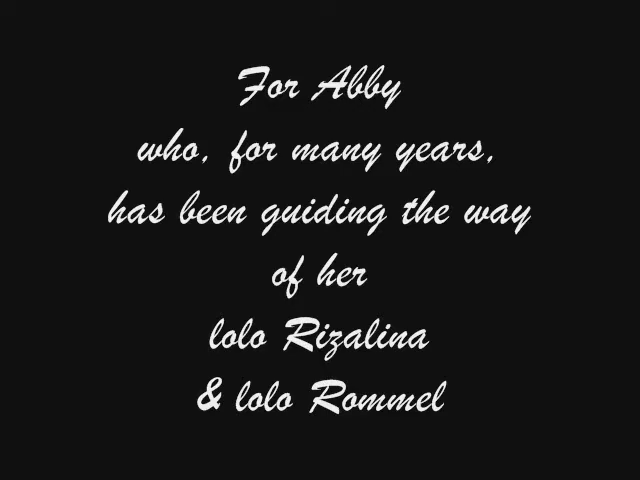 For Abby
who, for many years,
has been guiding the way
of her
lolo Rizalina
& lolo Rommel